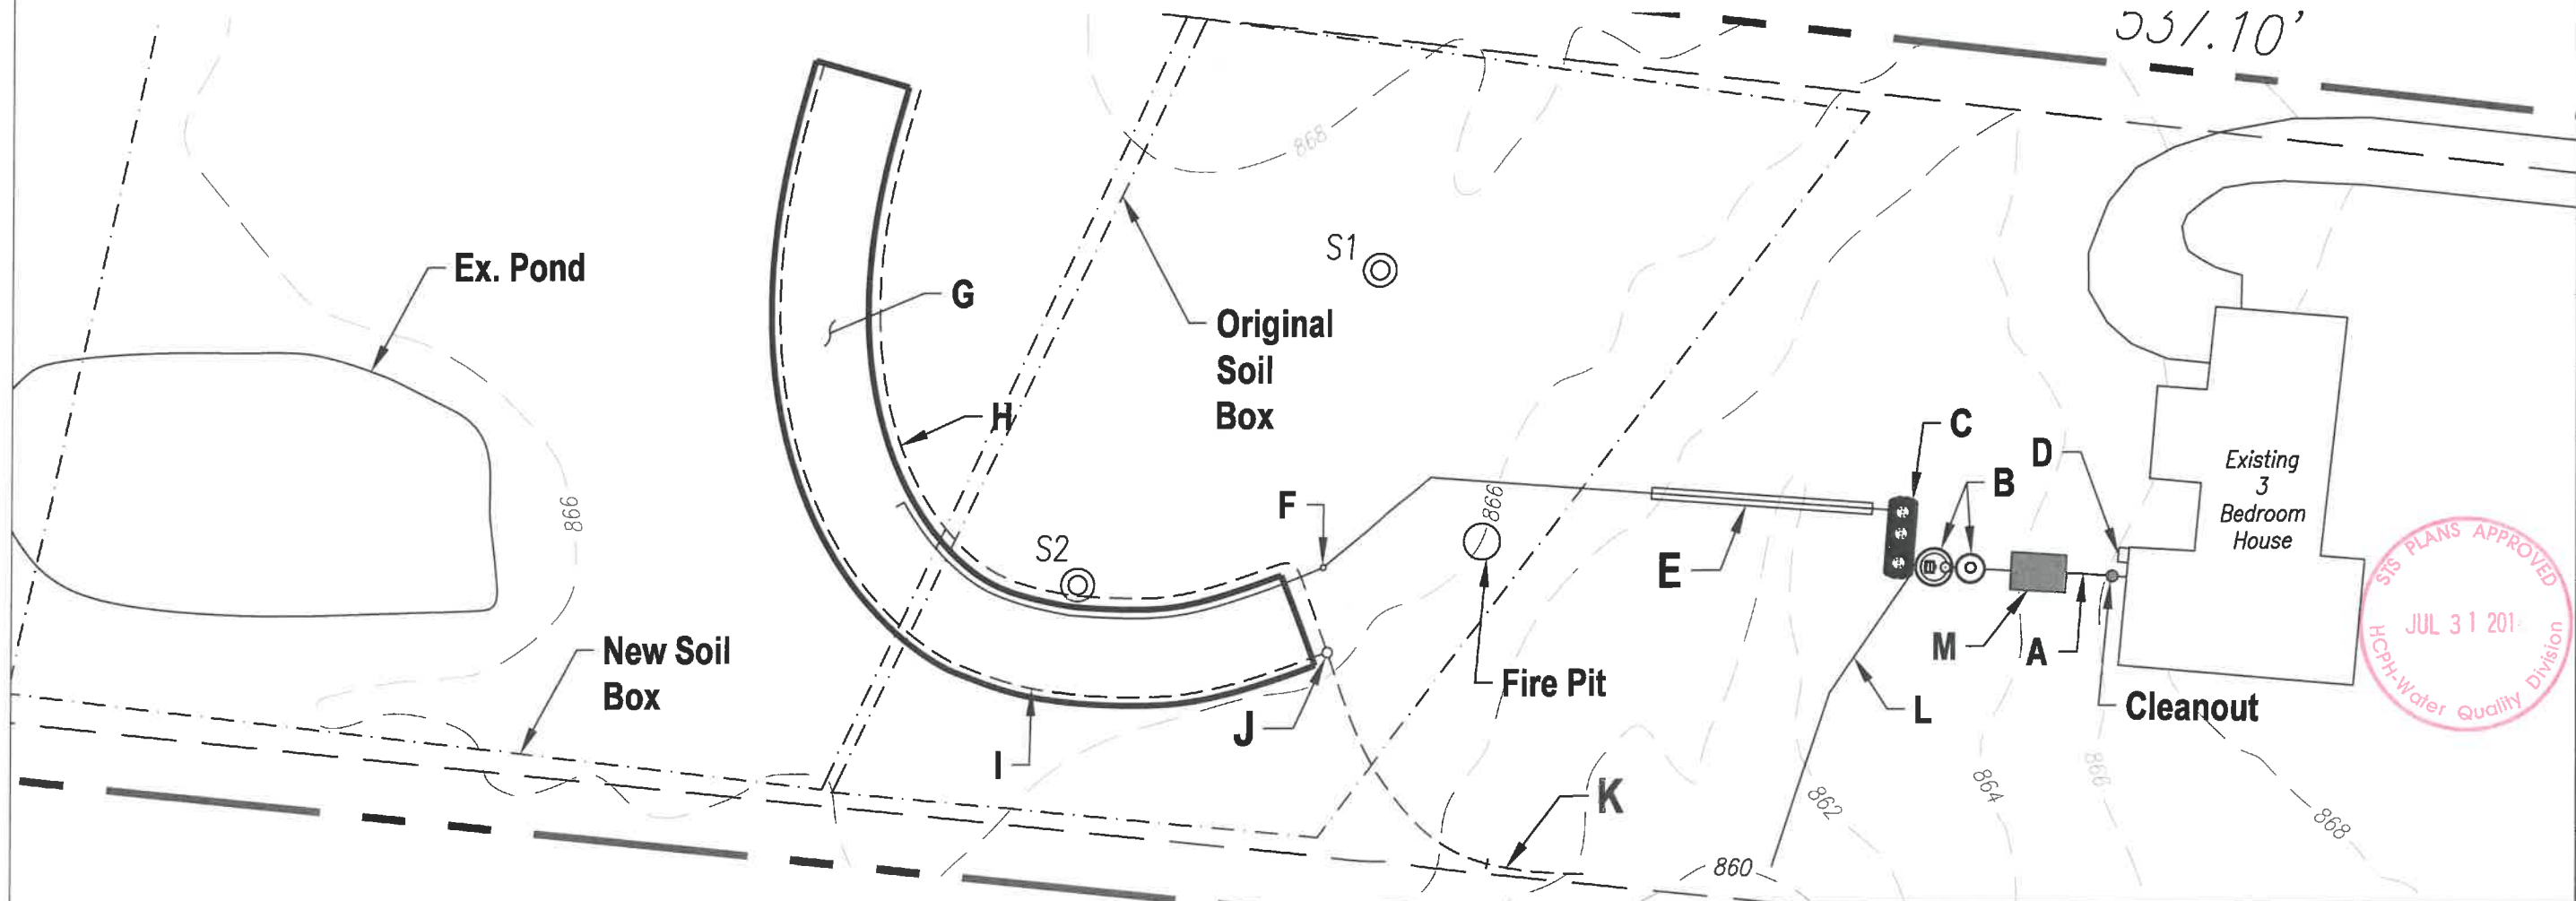 537.10'
868
Ex. Pond
G
S1
Original
Soil
Box
H
C
D
B
Existing
3
Bedroom
House
866
F
866
S2
E
STS PLANS APPROVED
JUL 31 201
HCPH-Water Quality Division
New Soil
Box
M
A
Fire Pit
L
Cleanout
J
I
K
862
864
866
868
860